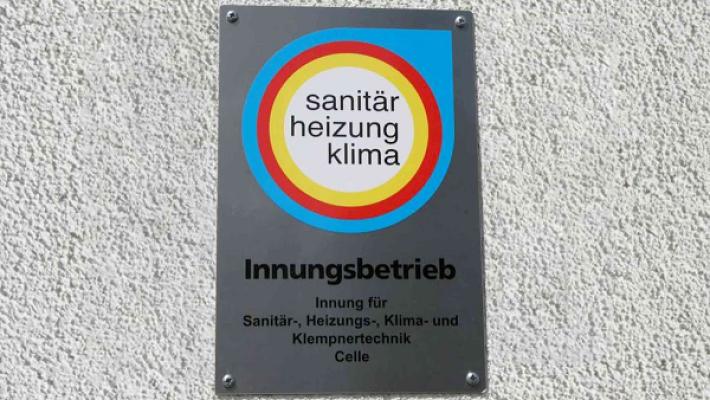 sanitär
heizung
klima
Innungsbetrieb
Innung für
Sanitär-, Heizungs-, Klima- und
Klempnertechnik
Celle